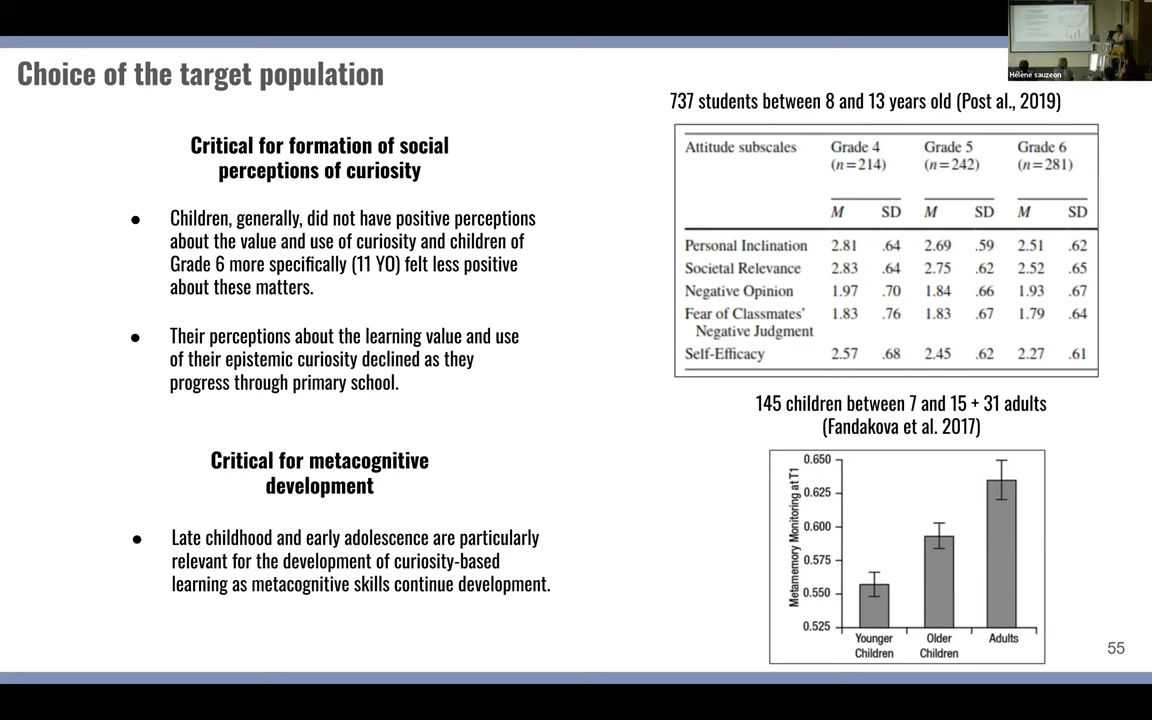 Hélène sauzeon
Choice of the target population
Critical for formation of social
perceptions of curiosity
● Children, generally, did not have positive perceptions
about the value and use of curiosity and children of
Grade 6 more specifically (11 YO) felt less positive
about these matters.
● Their perceptions about the learning value and use
of their epistemic curiosity declined as they
progress through primary school.
Critical for metacognitive
development
● Late childhood and early adolescence are particularly
relevant for the development of curiosity-based
learning as metacognitive skills continue development.
737 students between 8 and 13 years old (Post al., 2019)
Attitude subscales Grade 4 Grade 5 Grade 6
(n=214) (n=242) (n=281)
M SD M SD M SD
Personal Inclination 2.81 .64 2.69 .59 2.51 .62
Societal Relevance 2.83 .64 2.75 .62 2.52 .65
Negative Opinion 1.97 .70 1.84 .66 1.93 .67
Fear of Classmates' 1.83 .76 1.83 .67 1.79 .64
Negative Judgment
Self-Efficacy 2.57 .68 2.45 .62 2.27 .61
145 children between 7 and 15 + 31 adults
(Fandakova et al. 2017)
Metamemory Monitoring at T1
0.650
0.625
0.600
0.575
0.550
0.525
Younger Older Adults
Children Children
55